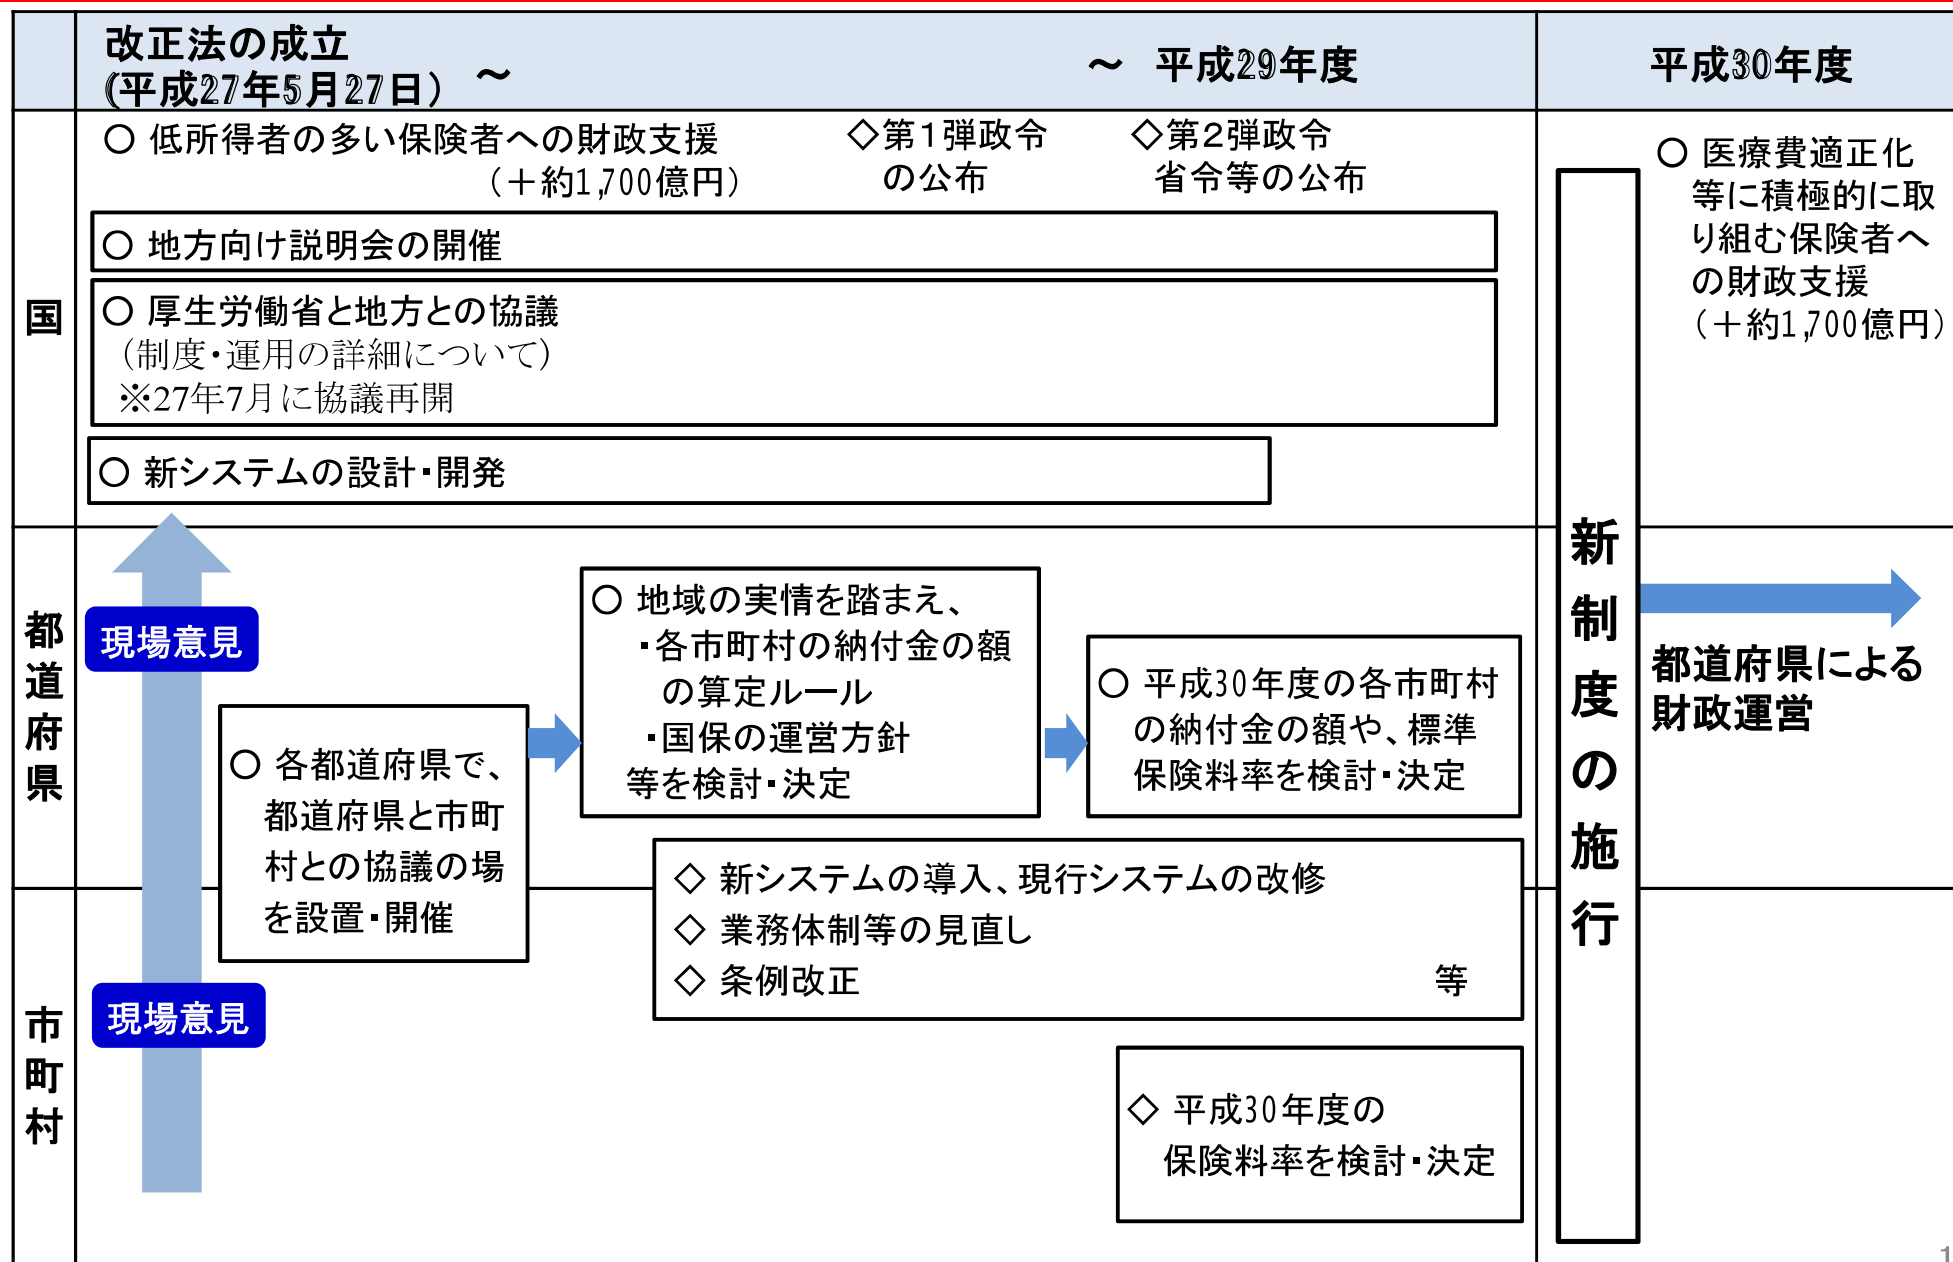 改正法の成立
(平成27年5月27日) ～
～ 平成29年度
平成30年度
国
○ 低所得者の多い保険者への財政支援
（＋約1,700億円）
◇第１弾政令
の公布
◇第２弾政令
省令等の公布
○ 地方向け説明会の開催
○ 厚生労働省と地方との協議
（制度・運用の詳細について）
※27年7月に協議再開
○ 新システムの設計・開発
○ 医療費適正化
等に積極的に取
り組む保険者へ
の財政支援
（＋約1,700億円）
新制度の施行
都道府県
現場意見
○ 各都道府県で、
都道府県と市町
村との協議の場
を設置・開催
○ 地域の実情を踏まえ、
・各市町村の納付金の額
の算定ルール
・国保の運営方針
等を検討・決定
○ 平成30年度の各市町村
の納付金の額や、標準
保険料率を検討・決定
都道府県による
財政運営
◇ 新システムの導入、現行システムの改修
◇ 業務体制等の見直し
◇ 条例改正 等
市町村
現場意見
◇ 平成30年度の
保険料率を検討・決定
1